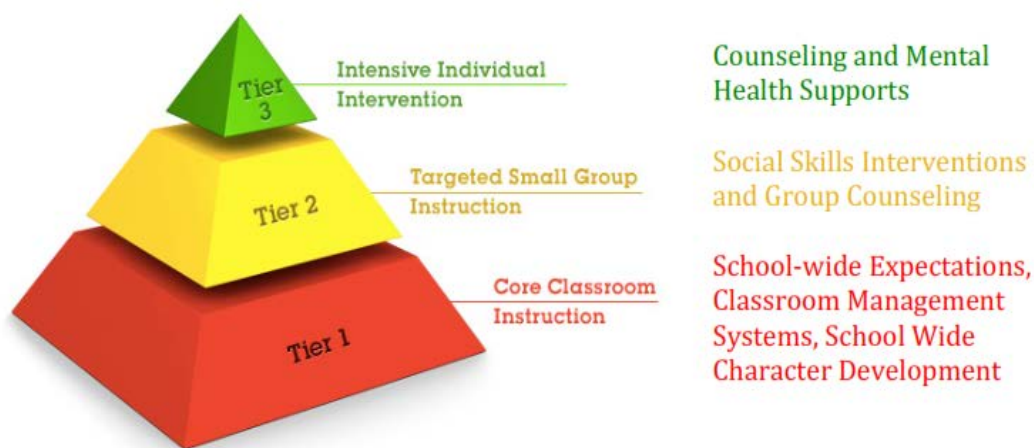 Tier
3
Intensive Individual
Intervention
Counseling and Mental
Health Supports
Tier 2
Targeted Small Group
Instruction
Social Skills Interventions
and Group Counseling
Tier 1
Core Classroom
Instruction
School-wide Expectations,
Classroom Management
Systems, School Wide
Character Development